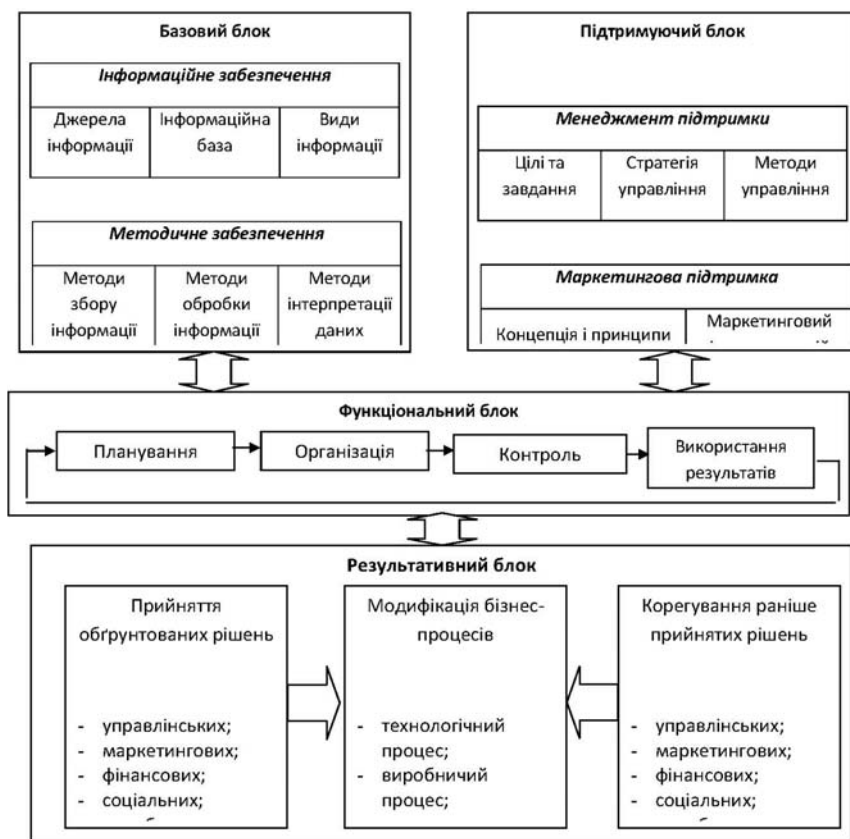 Базовий блок
Інформаційне забезпечення
Джерела
інформації
Інформаційна
база
Види
інформації
Методичне забезпечення
Методи
збору
інформації
Методи
обробки
інформації
Методи
інтерпретації
даних
Підтримуючий блок
Менеджмент підтримки
Цілі та
завдання
Стратегія
управління
Методи
управління
Маркетингова підтримка
Концепція і принципи
Маркетинговий
Функціональний блок
Планування
Організація
Контроль
Використання
результатів
Результативний блок
Прийняття
обґрунтованих рішень
- управлінських;
- маркетингових;
- фінансових;
- соціальних;
Модифікація бізнес-
процесів
- технологічний
процес;
- виробничий
процес;
Корегування раніше
прийнятих рішень
- управлінських;
- маркетингових;
- фінансових;
- соціальних;